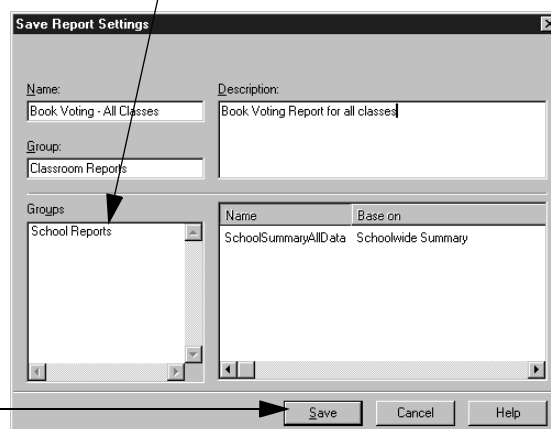 Save Report Settings
Name:
Book Voting - All Classes
Description:
Book Voting Report for all classes
Group:
Classroom Reports
Groups
School Reports
Name Base on
SchoolSummaryAllData Schoolwide Summary
Save Cancel Help